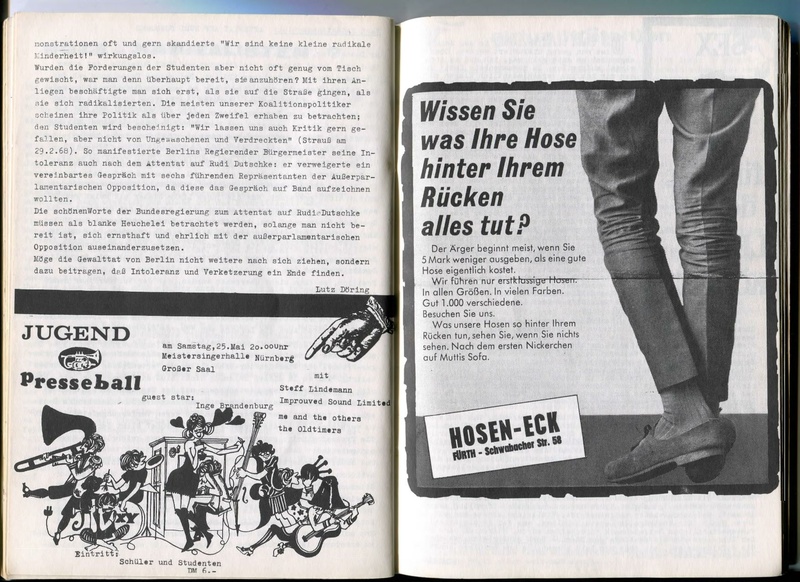 monstrationen oft und gern skandierte "Wir sind keine kleine radikale
Minderheit!" wirkungslos.
Wurden die Forderungen der Studenten aber nicht oft genug vom Tisch
gewischt, war man denn überhaupt bereit, sie anzuhören? Mit ihren An-
liegen beschäftigte man sich erst, als sie auf die Straße gingen, als
sie sich radikalisierten. Die meisten unserer Koalitionspolitiker
scheinen ihre Politik als über jeden Zweifel erhaben zu betrachten;
den Studenten wird bescheinigt: "Wir lassen uns auch Kritik gern ge-
fallen, aber nicht von Ungewaschenen und Verdreckten" (Strauß am
29.2.68). So manifestierte Berlins Regierender Bürgermeister seine In-
toleranz auch nach dem Attentat auf Rudi Dutschke: er verweigerte ein
vereinbartes Gespräch mit sechs führenden Repräsentanten der Außerpar-
lamentarischen Opposition, da diese das Gespräch auf Band aufzeichnen
wollten.
Die schönenWorte der Bundesregierung zum Attentat auf Rudi Dutschke
müssen als blanke Heuchelei betrachtet werden, solange man nicht be-
reit ist, sich ernsthaft und ehrlich mit der außerparlamentarischen
Opposition auseinanderzusetzen.
Möge die Gewalttat von Berlin nicht weitere nach sich ziehen, sondern
dazu beitragen, daß Intoleranz und Verketzerung ein Ende finden.
Lutz Döring
JUGEND
Presseball
am Samstag,25.Mai 20.00Uhr
Meistersingerhalle Nürnberg
Großer Saal
mit
Steff Lindemann
Improuved Sound Limited
guest star:
Inge Brandenburg
me and the others
the Oldtimers
Eintritt:
Schüler und Studenten
DM 6.-
Wissen Sie
was Ihre Hose
hinter Ihrem
Rücken
alles tut?
Der Ärger beginnt meist, wenn Sie
5 Mark weniger ausgeben, als eine gute
Hose eigentlich kostet.
Wir führen nur erstklassige Hosen.
In allen Größen. In vielen Farben.
Gut 1.000 verschiedene.
Besuchen Sie uns.
Was unsere Hosen so hinter Ihrem
Rücken tun, sehen Sie, wenn Sie nichts
sehen. Nach dem ersten Nickerchen
auf Muttis Sofa.
HOSEN-ECK
FÜRTH - Schwabacher Str. 58